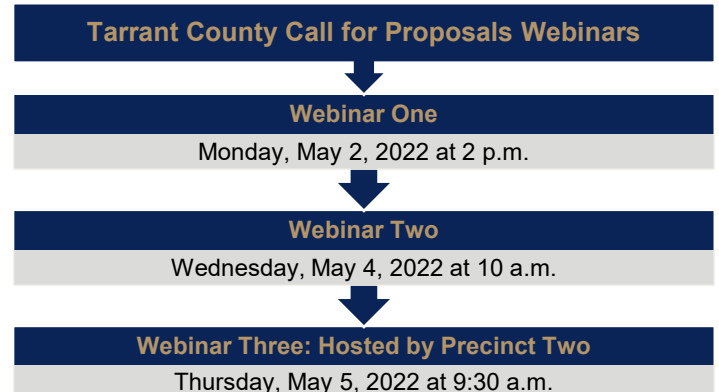 Tarrant County Call for Proposals Webinars
Webinar One
Monday, May 2, 2022 at 2 p.m.
Webinar Two
Wednesday, May 4, 2022 at 10 a.m.
Webinar Three: Hosted by Precinct Two
Thursday, May 5, 2022 at 9:30 a.m.